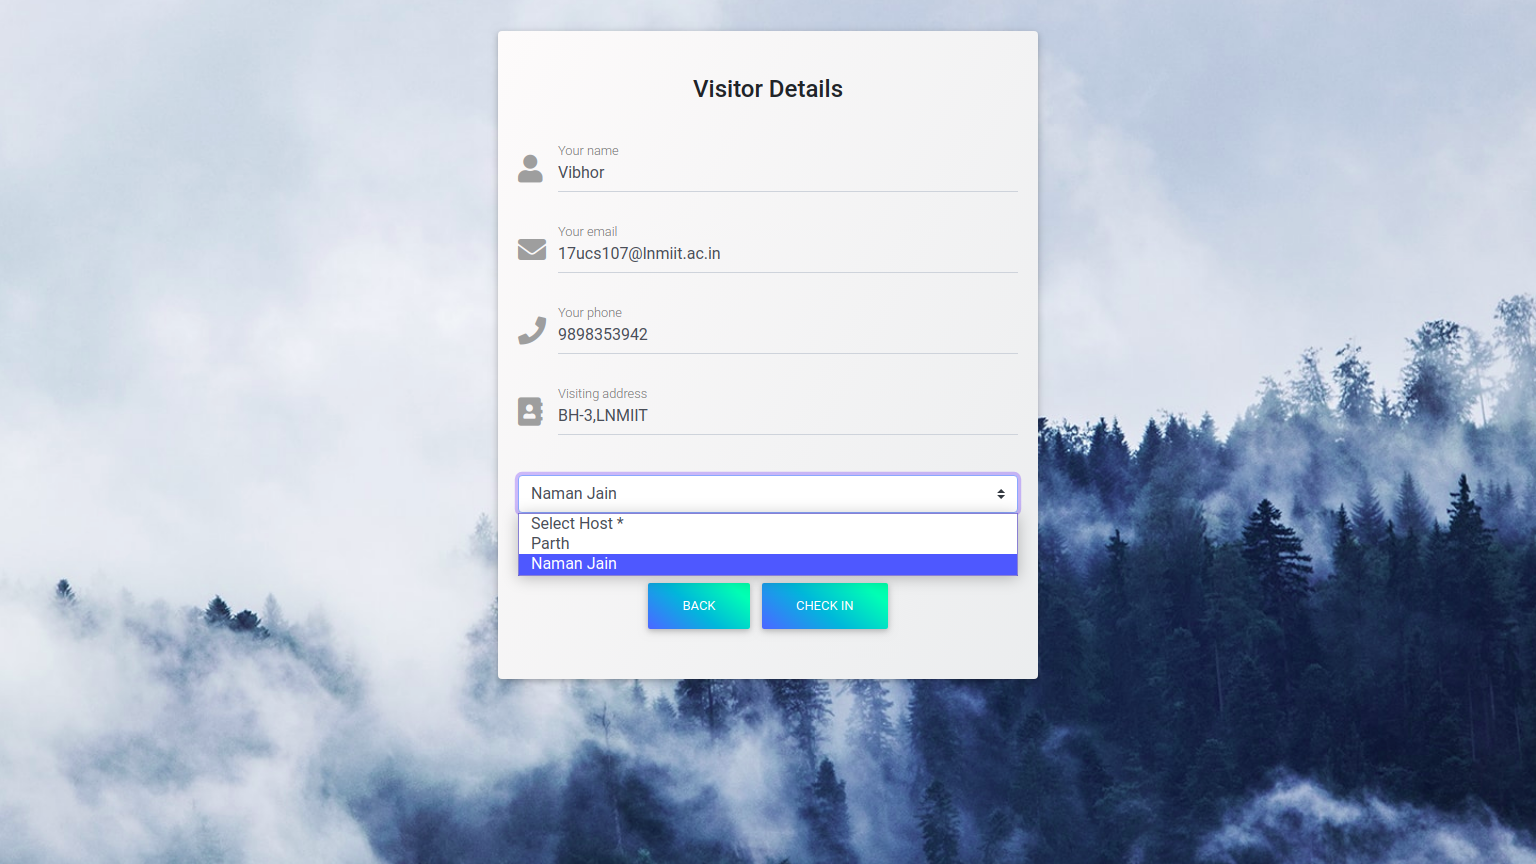 Visitor Details
Your name
Vibhor
Your email
17ucs107@lnmiit.ac.in
Your phone
9898353942
Visiting address
BH-3,LNMIIT
Naman Jain
Select Host *
Parth
Naman Jain
BACK
CHECK IN